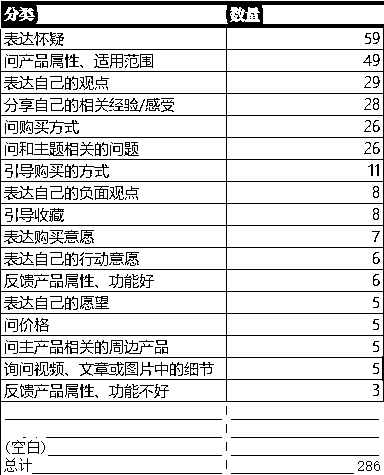 分类 数量
表达怀疑 59
问产品属性、适用范围 49
表达自己的观点 29
分享自己的相关经验/感受 28
问购买方式 26
问和主题相关的问题 26
引导购买的方式 11
表达自己的负面观点 8
引导收藏 8
表达购买意愿 7
表达自己的行动意愿 6
反馈产品属性、功能好 6
表达自己的愿望 5
问价格 5
问主产品相关的周边产品 5
询问视频、文章或图片中的细节 5
反馈产品属性、功能不好 3
(空白)
总计 286